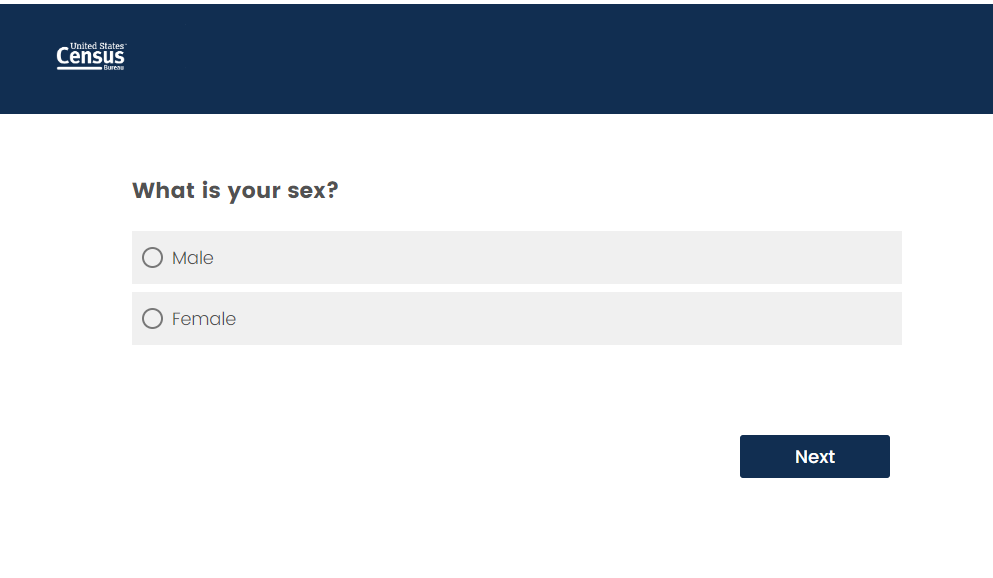 United States
Census
Bureau
What is your sex?
Male
Female
Next